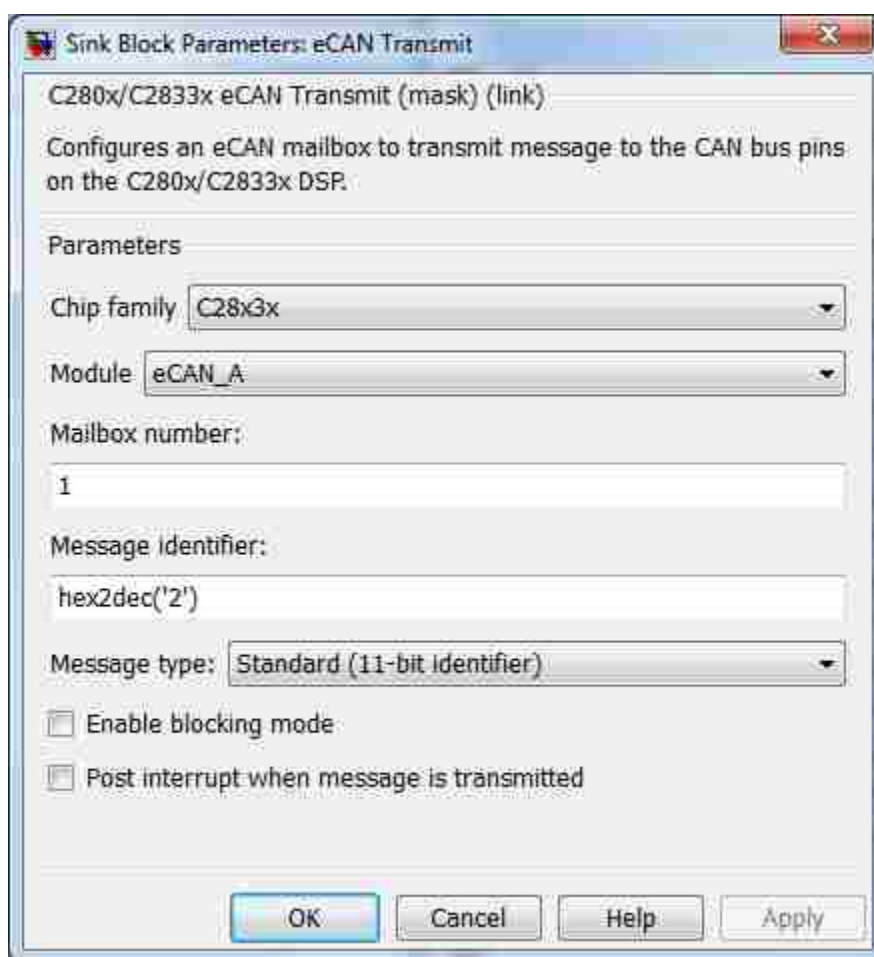 Sink Block Parameters: eCAN Transmit
C280x/C2833x eCAN Transmit (mask) (link)
Configures an eCAN mailbox to transmit message to the CAN bus pins
on the C280x/C2833x DSP.
Parameters
Chip family C28x3x
Module eCAN_A
Mailbox number:
1
Message identifier:
hex2dec('2')
Message type: Standard (11-bit identifier)
Enable blocking mode
Post interrupt when message is transmitted
OK Cancel Help Apply